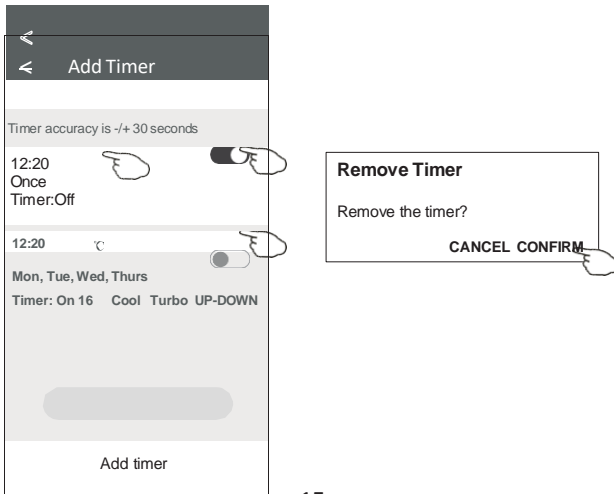 Add Timer
Timer accuracy is -/+ 30 seconds
12:20
Once
Timer:Off
12:20 ℃
Mon, Tue, Wed, Thurs
Timer: On 16 Cool Turbo UP-DOWN
Add timer
Remove Timer
Remove the timer?
CANCEL CONFIRM